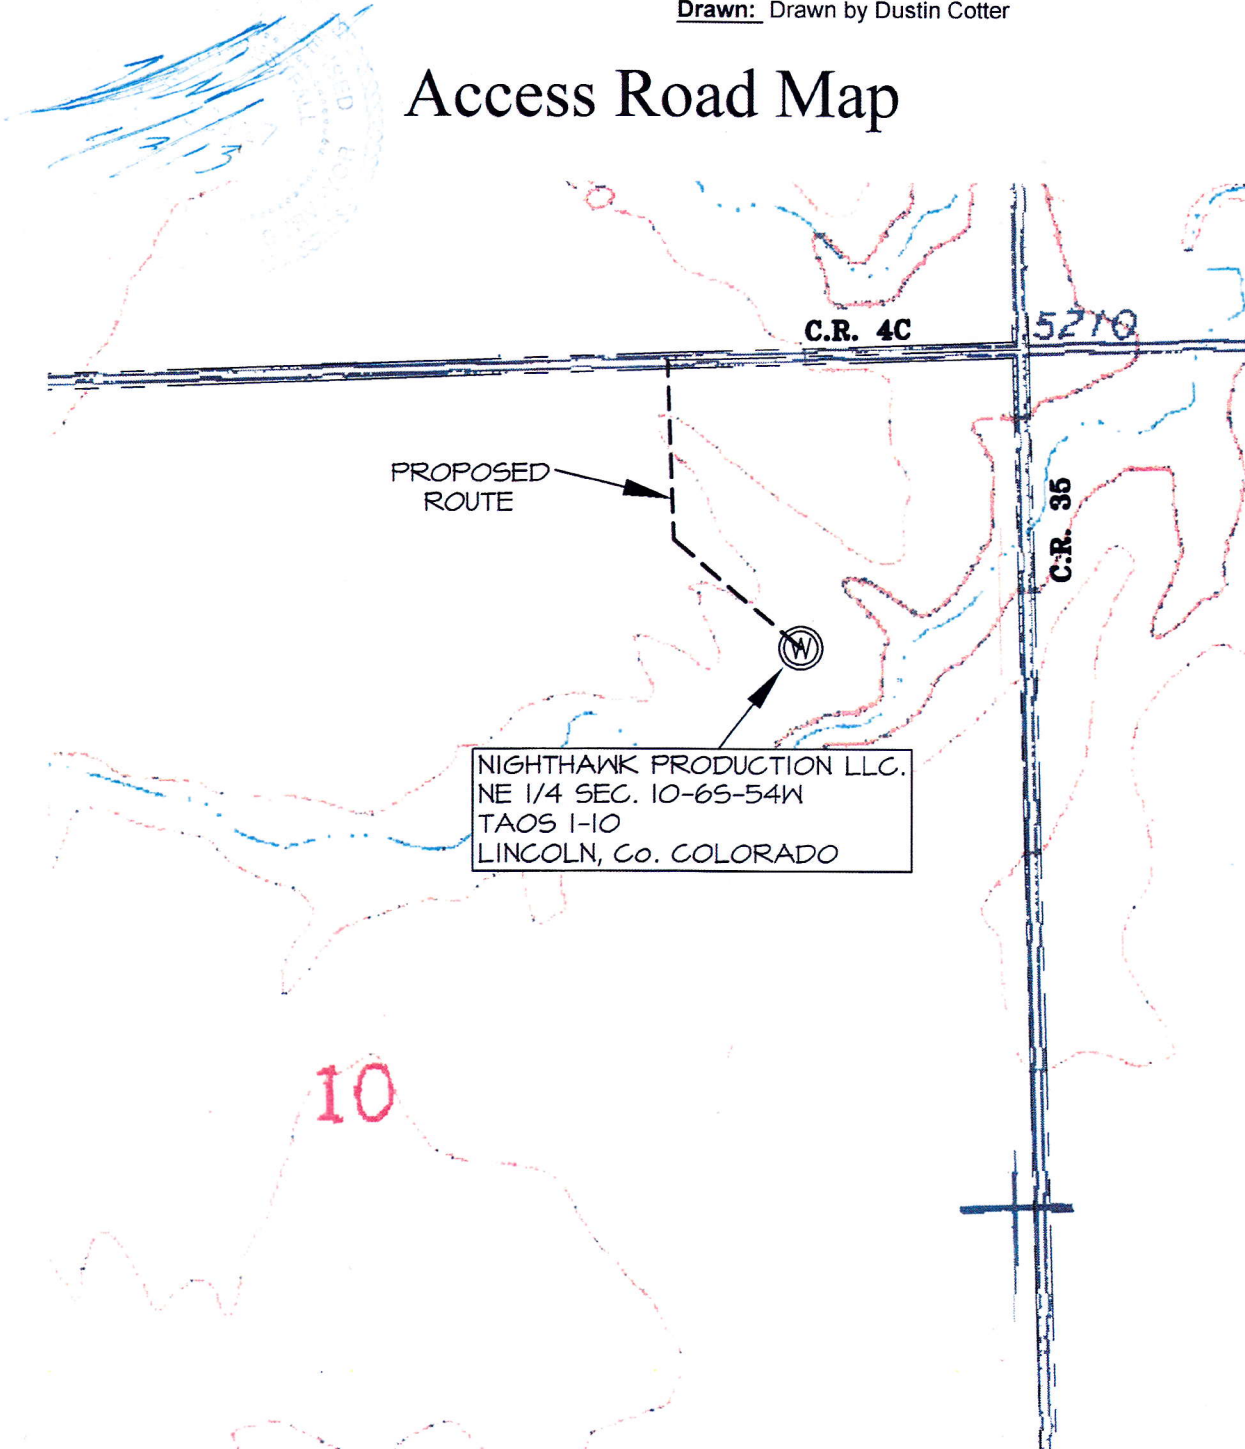 Drawn: Drawn by Dustin Cotter
Access Road Map
C.R. 4C
5210
PROPOSED
ROUTE
C.R. 35
NIGHTHAWK PRODUCTION LLC.
NE 1/4 SEC. 10-6S-54W
TAOS 1-10
LINCOLN, Co. COLORADO
10
W